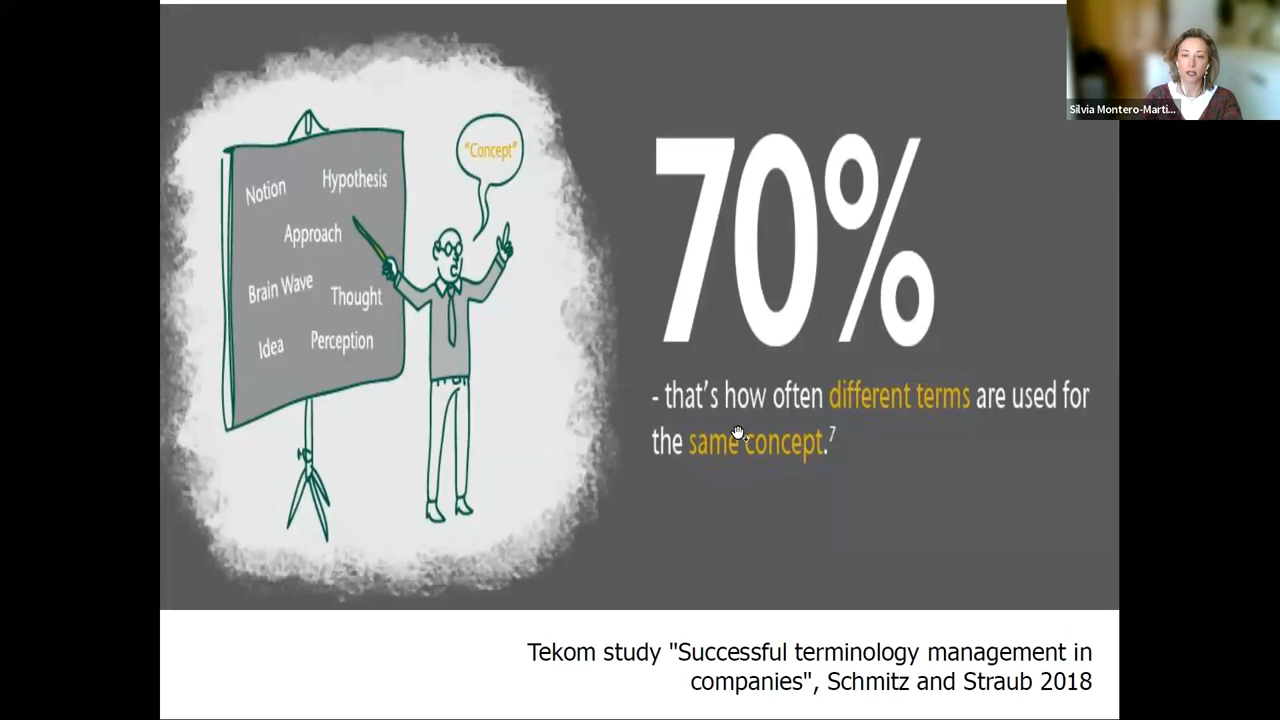 Silvia Montero-Marti...
"Concept"
Notion Hypothesis
Approach
Brain Wave Thought
Idea Perception
70%
- that's how often different terms are used for
the same concept.7
Tekom study "Successful terminology management in
companies", Schmitz and Straub 2018